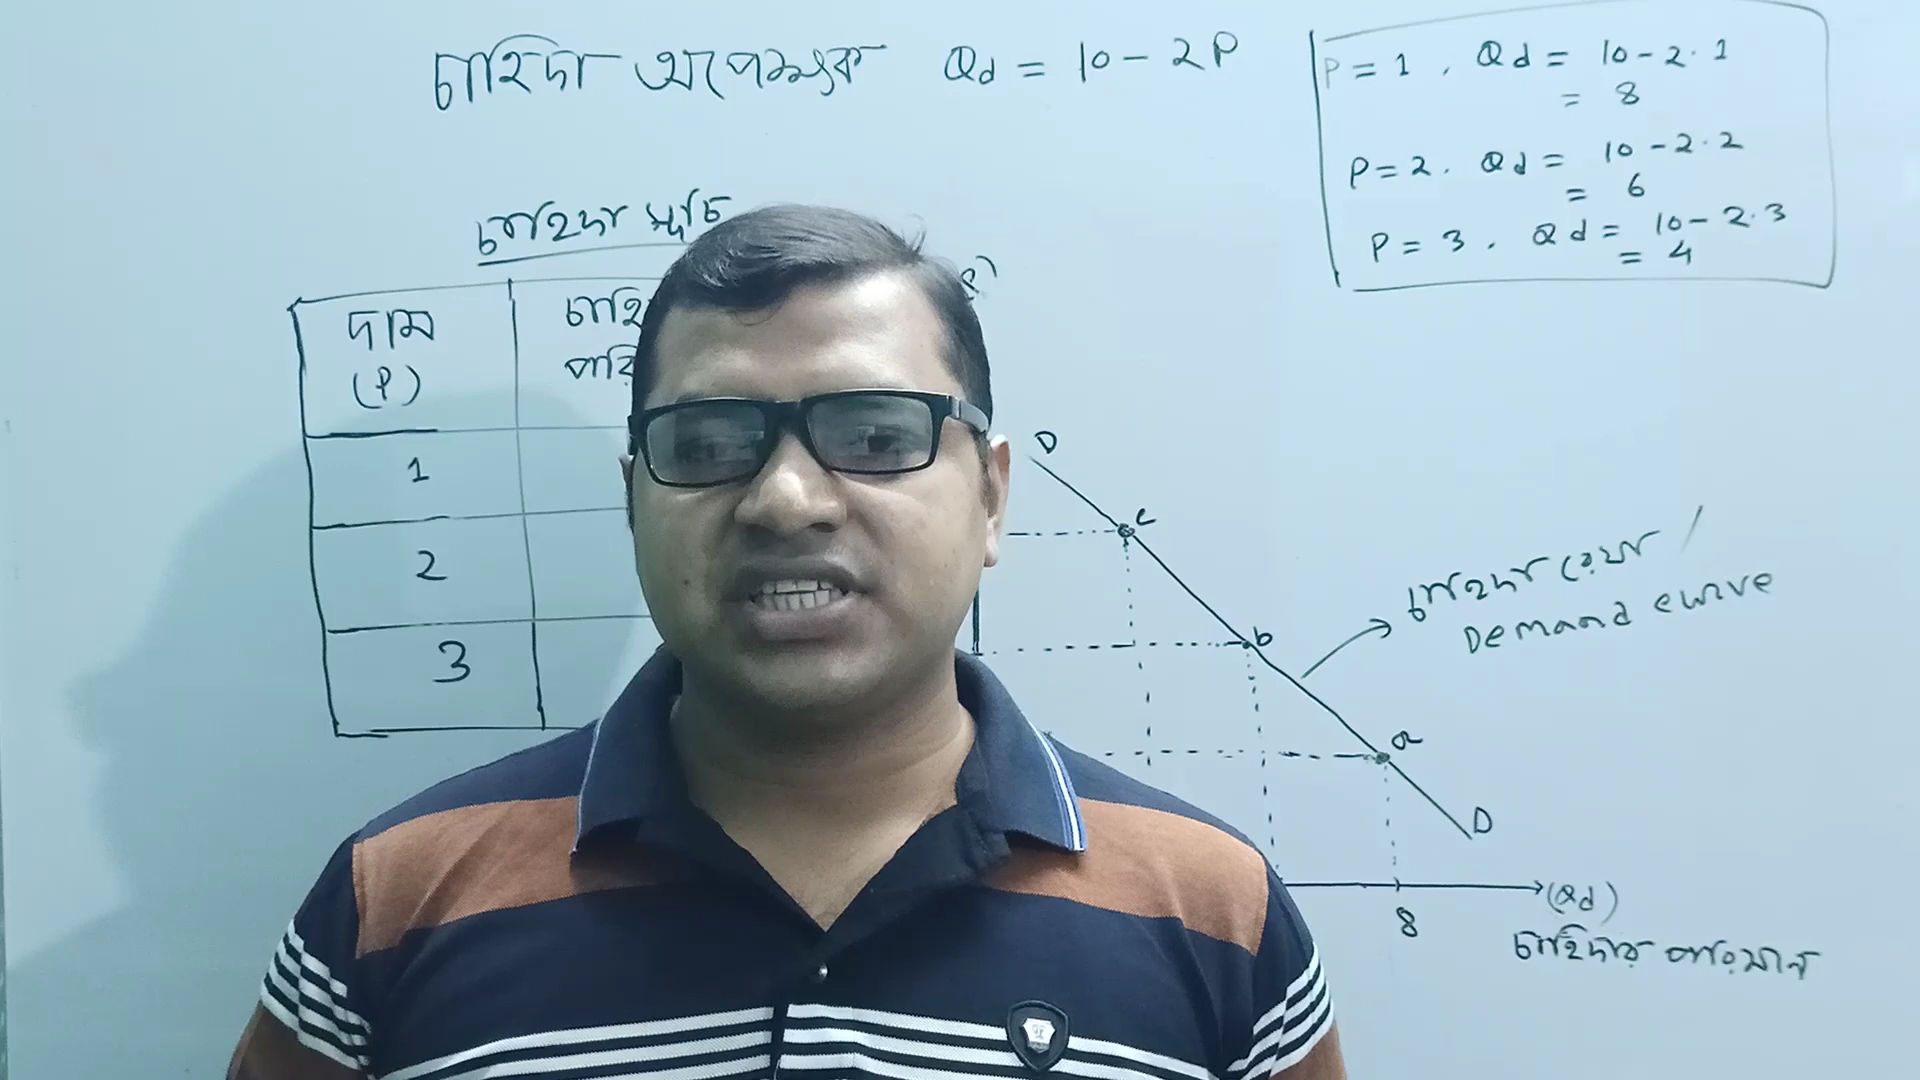 চাহিদা অপেক্ষক Qd = 10 - 2P
P = 1 , Qd = 10 - 2 · 1
= 8
P = 2 . Qd = 10 - 2 · 2
= 6
P = 3 . Qd = 10 - 2 · 3
= 4
চাহিদা সূচি
দাম
(P)
1
2
3
চাহি
পরি
D
c
b
a
D
চাহিদা রেখা /
Demand curve
8
(Qd)
চাহিদার পরিমান